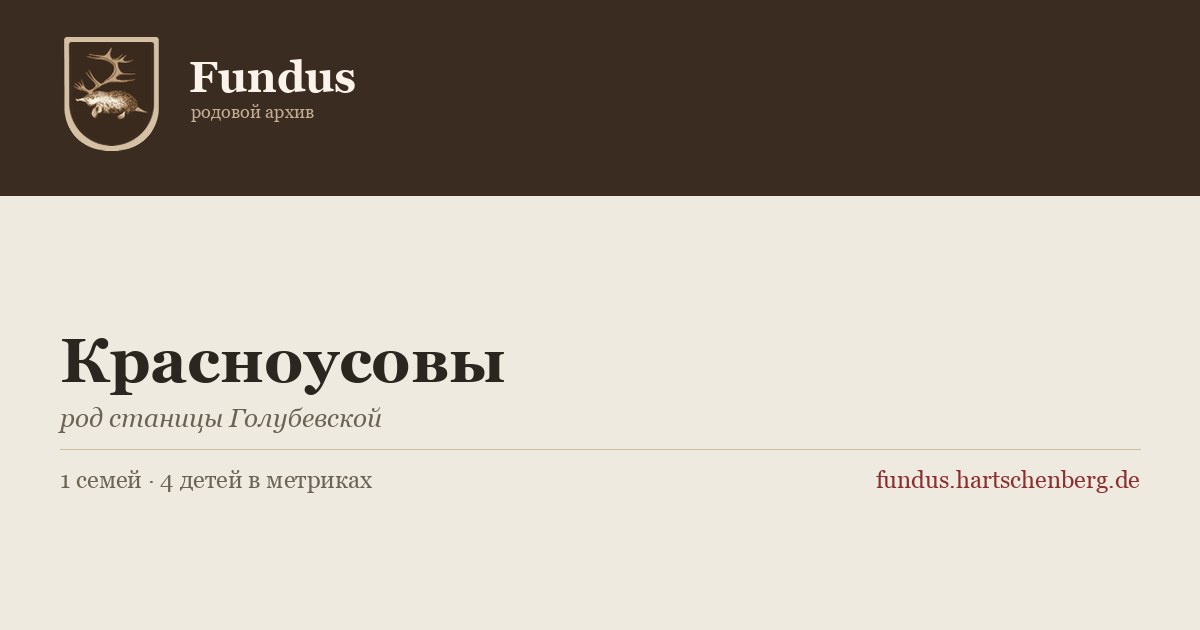 Fundus
родовой архив
Красноусовы
род станицы Голубевской
1 семей · 4 детей в метриках
fundus.hartschenberg.de